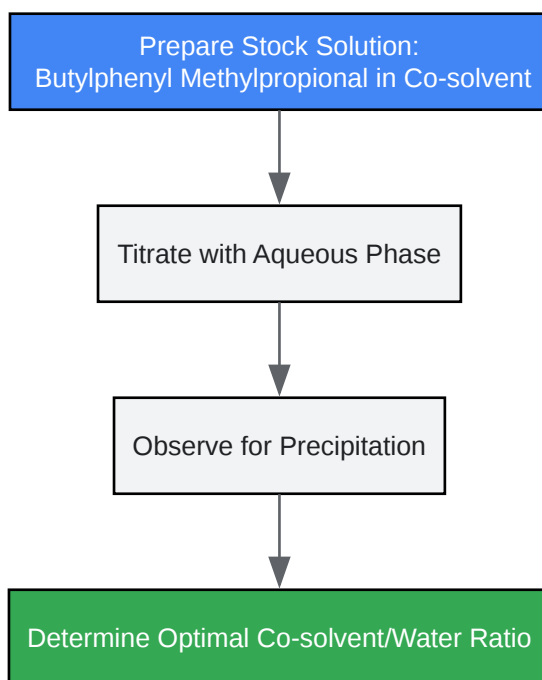 Prepare Stock Solution:
Butylphenyl Methylpropional in Co-solvent
Titrate with Aqueous Phase
Observe for Precipitation
Determine Optimal Co-solvent/Water Ratio